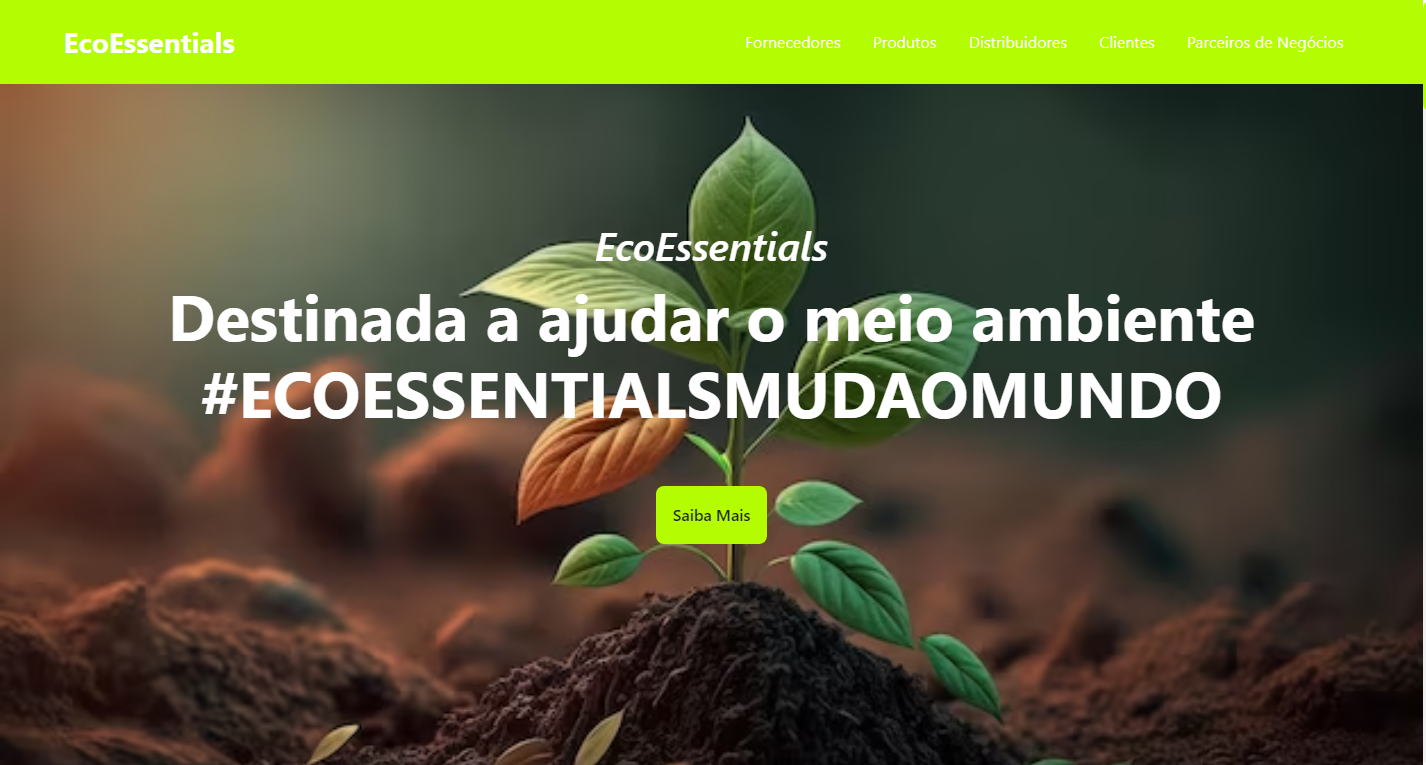 EcoEssentials
Fornecedores Produtos Distribuidores Clientes Parceiros de Negócios
EcoEssentials
Destinada a ajudar o meio ambiente
#ECOESSENTIALSMUDAOMUNDO
Saiba Mais